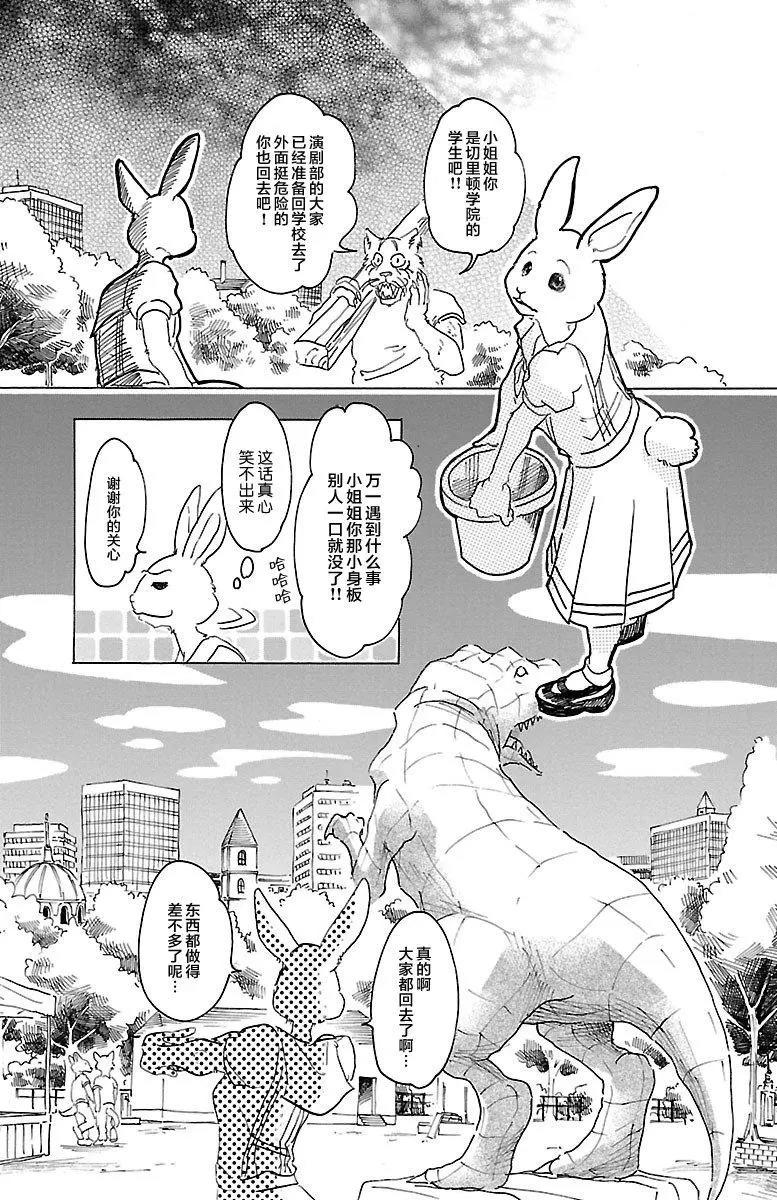 小姐姐你
是切里顿学院的
学生吧!!
演剧部的大家
已经准备回学校去了
外面挺危险的
你也回去吧!
万一遇到什么事
小姐姐你那小身板
别人一口就没了!!
哈哈哈
这话真心
笑不出来
谢谢你的关心
真的啊
大家都回去了啊…
东西都做得
差不多了呢…